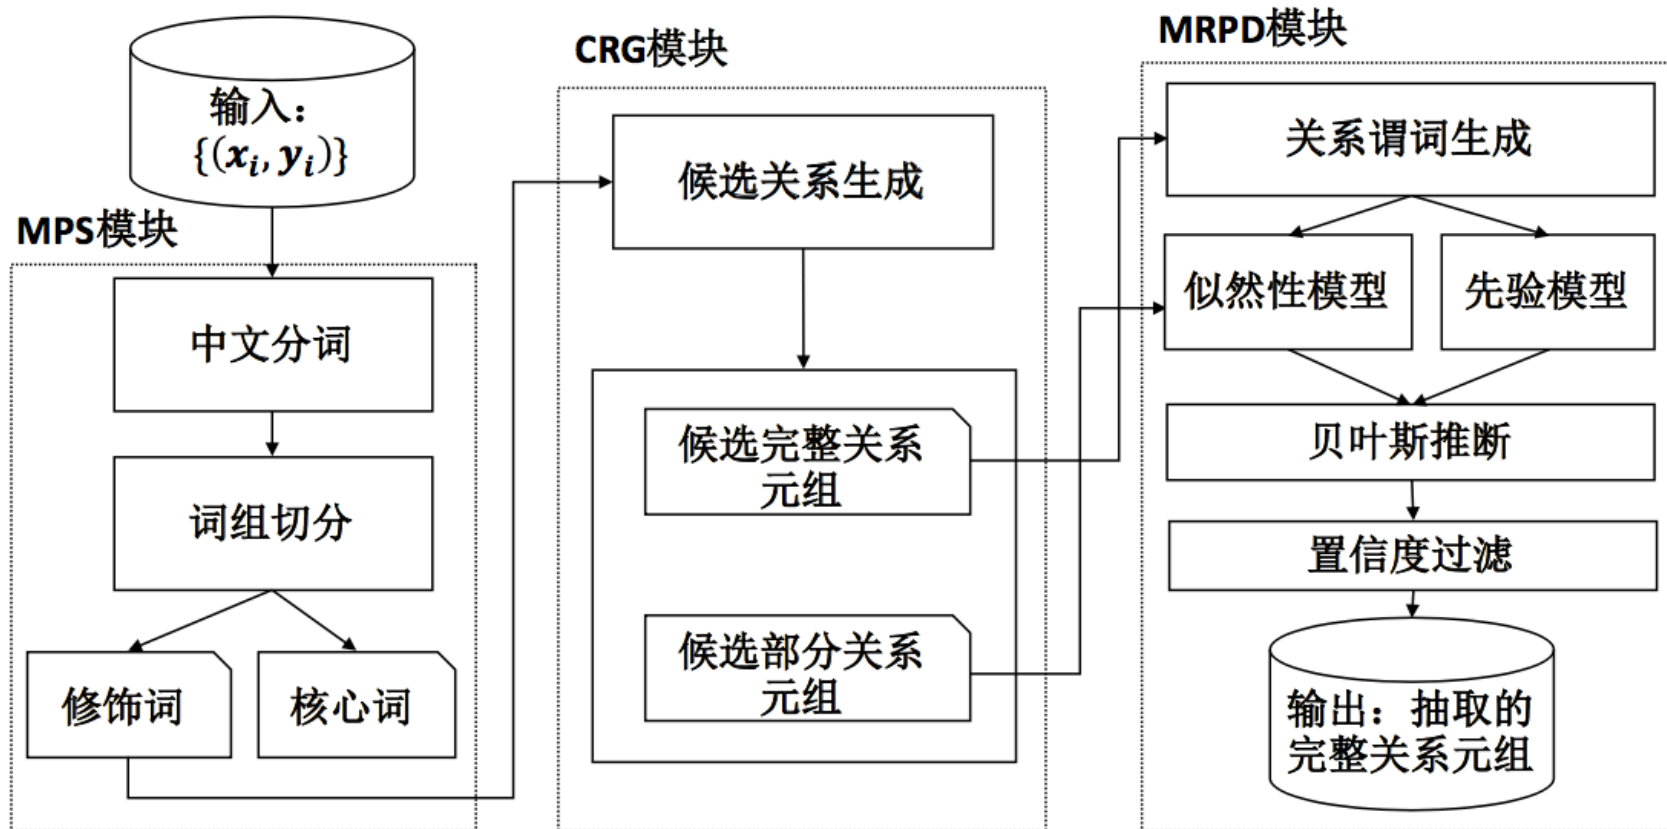 输入：
{(xᵢ, yᵢ)}
MPS模块
中文分词
词组切分
修饰词
核心词
CRG模块
候选关系生成
候选完整关系
元组
候选部分关系
元组
MRPD模块
关系谓词生成
似然性模型
先验模型
贝叶斯推断
置信度过滤
输出：抽取的
完整关系元组